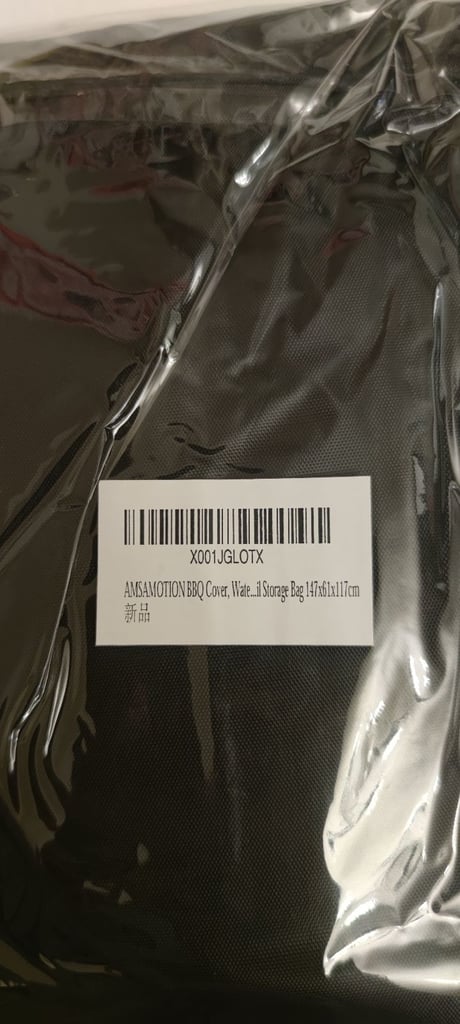 X001JGLOTX
AMSAMOTION BBQ Cover, Wate...il Storage Bag 147x61x117cm
新品